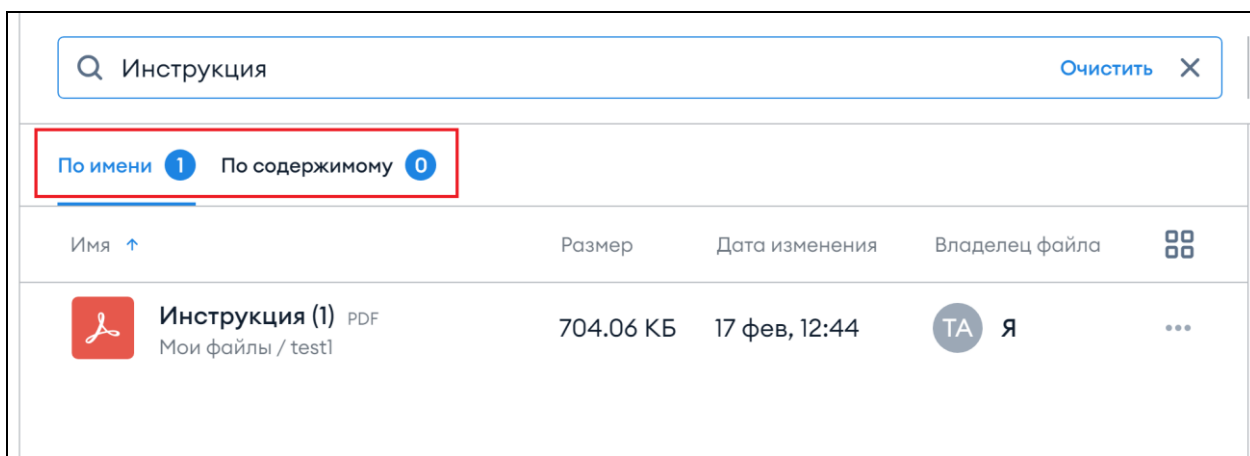 Инструкция Очистить
По имени 1 По содержимому 0
Имя Размер Дата изменения Владелец файла
Инструкция (1) PDF 704.06 КБ 17 фев, 12:44 ТА Я
Мои файлы / test1